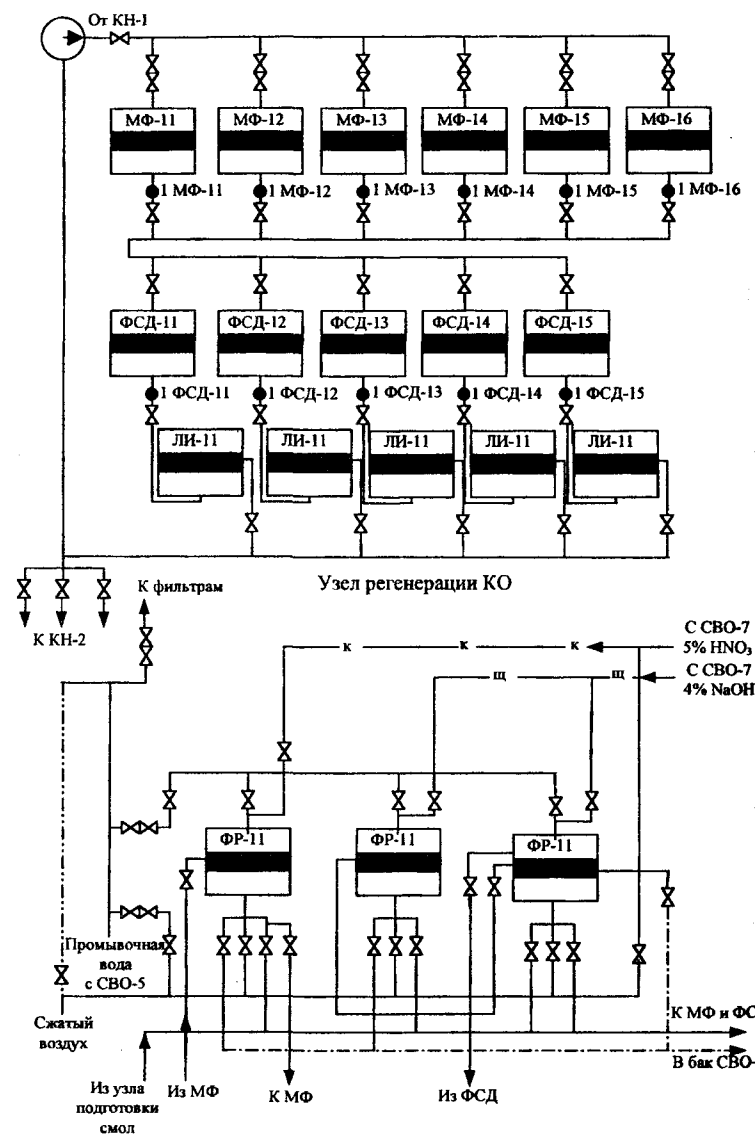 От КН-1
МФ-11 МФ-12 МФ-13 МФ-14 МФ-15 МФ-16
1 МФ-11 1 МФ-12 1 МФ-13 1 МФ-14 1 МФ-15 1 МФ-16
ФСД-11 ФСД-12 ФСД-13 ФСД-14 ФСД-15
1 ФСД-11 1 ФСД-12 1 ФСД-13 1 ФСД-14 1 ФСД-15
ЛИ-11 ЛИ-11 ЛИ-11 ЛИ-11 ЛИ-11
Узел регенерации КО
К фильтрам
К КН-2
С СВО-7
к к к 5% HNO₃
С СВО-7
щ щ 4% NaOH
ФР-11 ФР-11 ФР-11
Промывочная
вода
с СВО-5
Сжатый
воздух
К МФ и ФС
В бак СВО-
Из узла
подготовки
смол
Из МФ
К МФ
Из ФСД